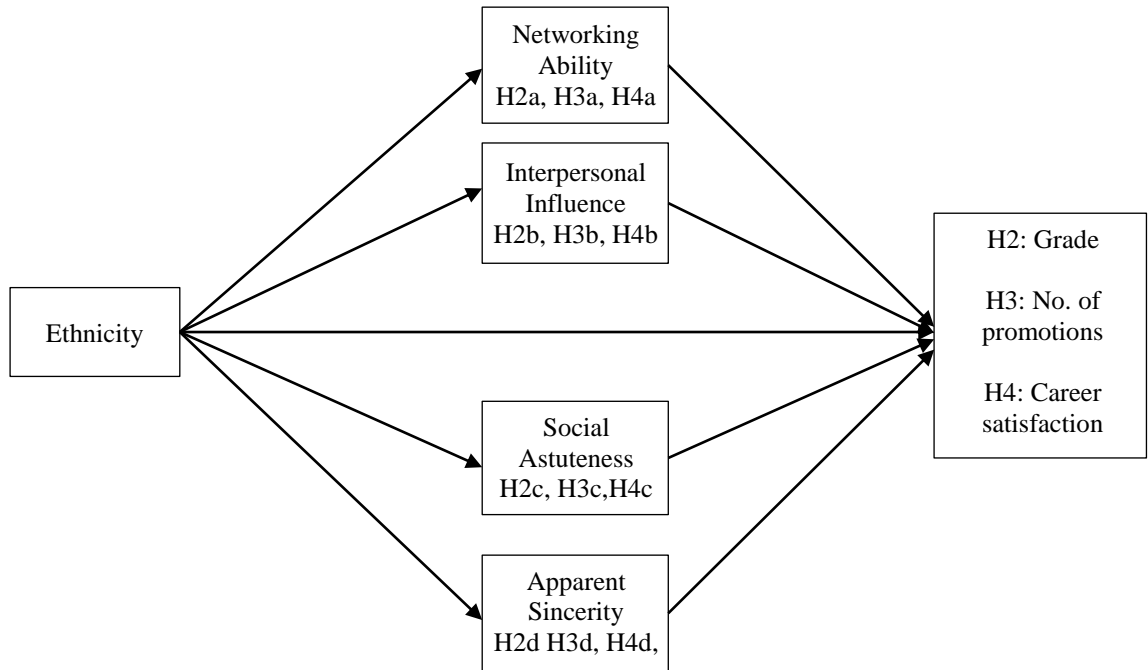 Networking
Ability
H2a, H3a, H4a
Interpersonal
Influence
H2b, H3b, H4b
Ethnicity
H2: Grade
H3: No. of
promotions
H4: Career
satisfaction
Social
Astuteness
H2c, H3c,H4c
Apparent
Sincerity
H2d H3d, H4d,